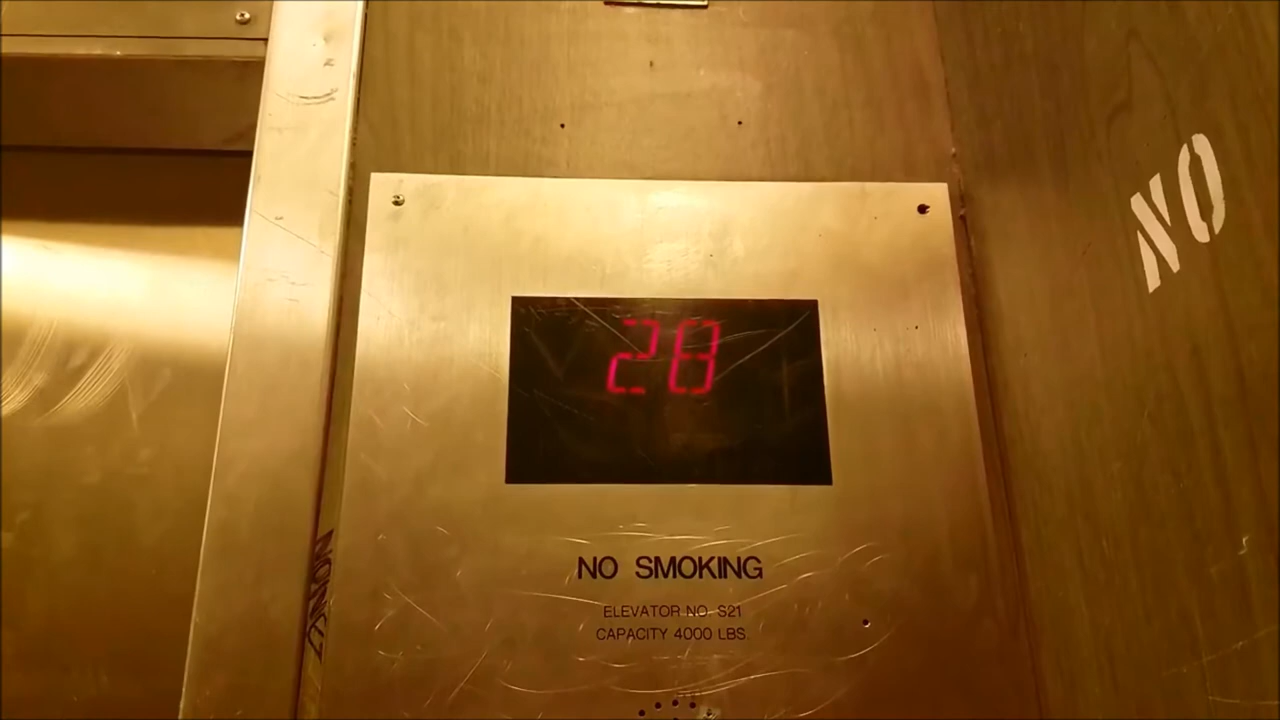 28
NO SMOKING
ELEVATOR NO. S21
CAPACITY 4000 LBS.
NO